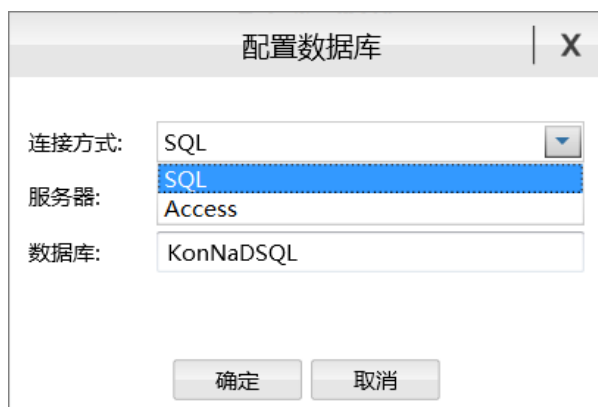 配置数据库 X
连接方式: SQL
SQL
服务器:
Access
数据库: KonNaDSQL
确定 取消